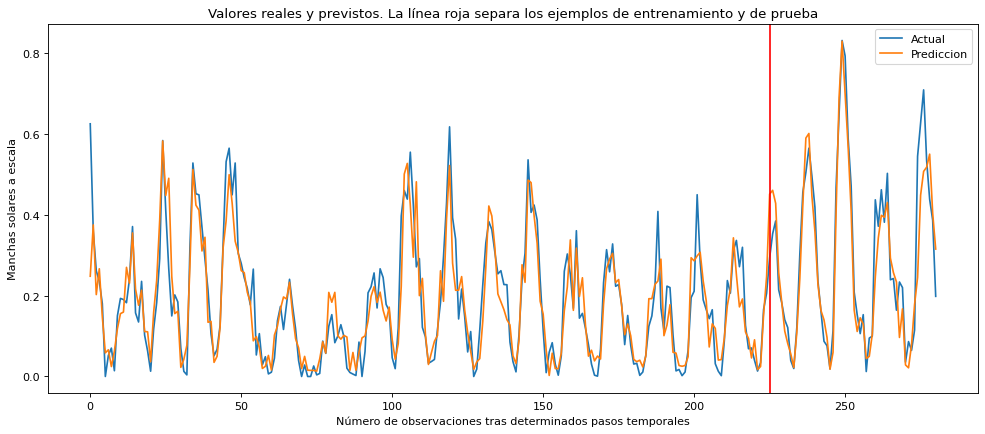 Valores reales y previstos. La línea roja separa los ejemplos de entrenamiento y de prueba
Actual
Prediccion
Manchas solares a escala
0.8
0.6
0.4
0.2
0.0
0
50
100
150
200
250
Número de observaciones tras determinados pasos temporales